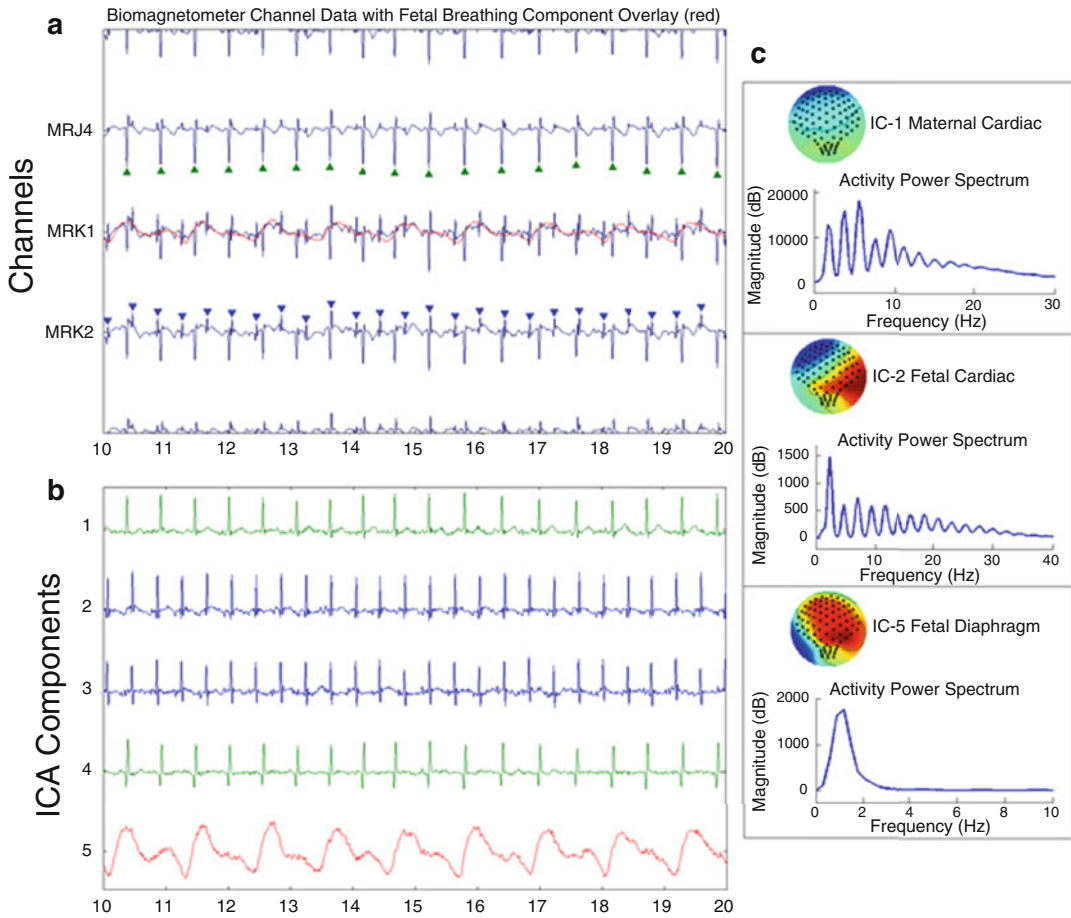 Biomagnetometer Channel Data with Fetal Breathing Component Overlay (red)
a
Channels
MRJ4
MRK1
MRK2
10 11 12 13 14 15 16 17 18 19 20
b
ICA Components
1
2
3
4
5
10 11 12 13 14 15 16 17 18 19 20
c
IC-1 Maternal Cardiac
Activity Power Spectrum
Magnitude (dB)
20000
10000
0
0 10 20 30
Frequency (Hz)
IC-2 Fetal Cardiac
Activity Power Spectrum
Magnitude (dB)
1500
1000
500
0
0 10 20 30 40
Frequency (Hz)
IC-5 Fetal Diaphragm
Activity Power Spectrum
Magnitude (dB)
2000
1000
0
0 2 4 6 8 10
Frequency (Hz)